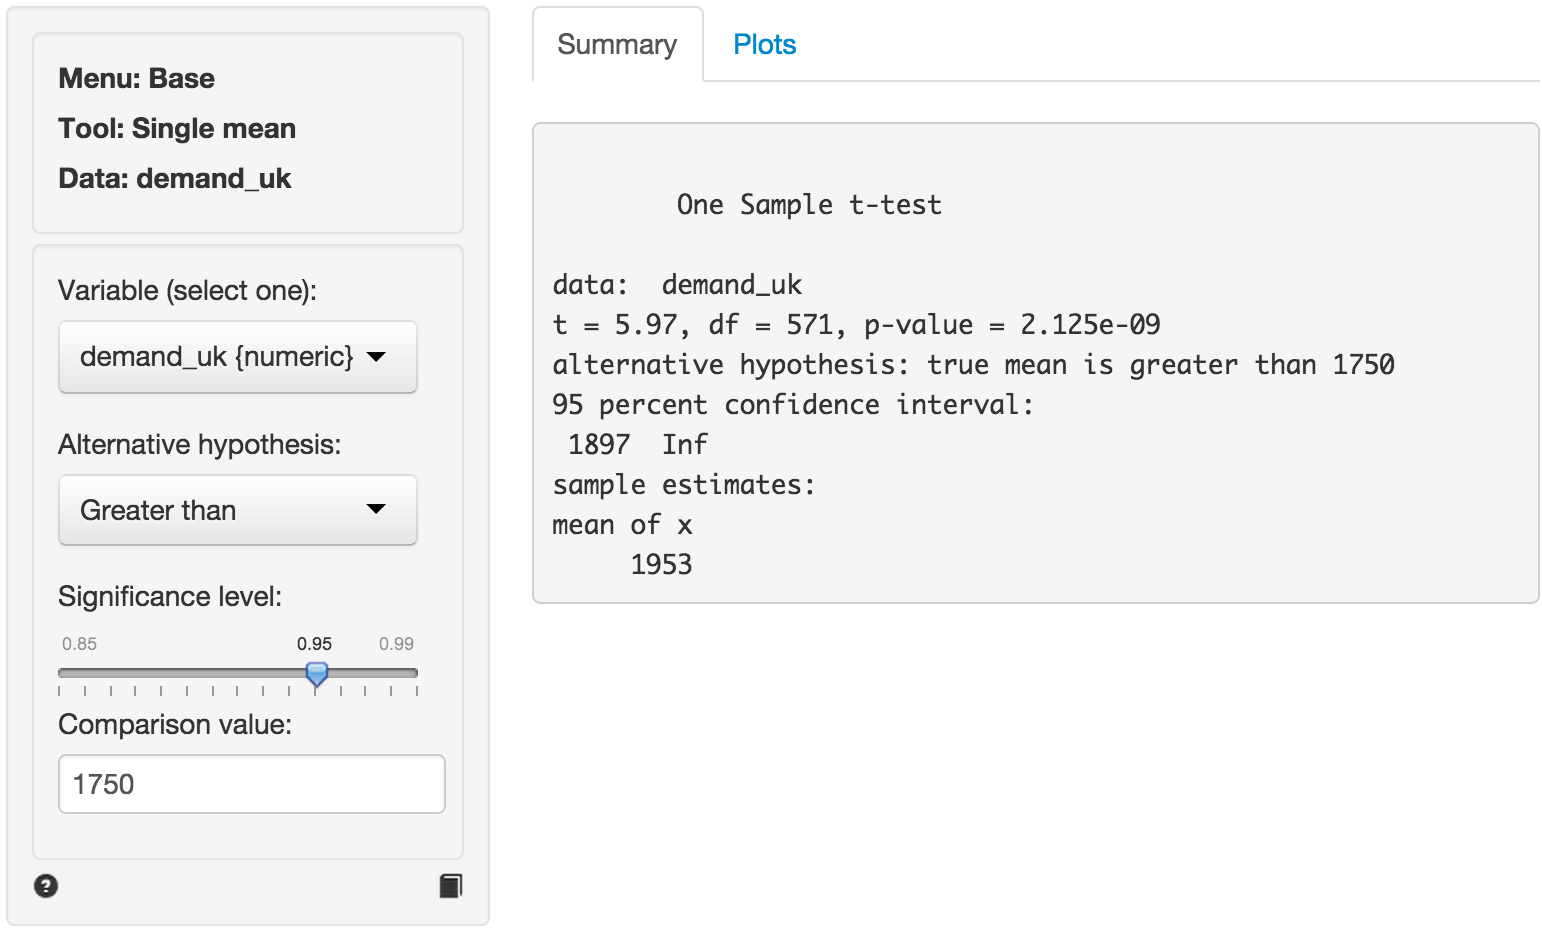 Menu: Base
Tool: Single mean
Data: demand_uk
Variable (select one):
demand_uk {numeric}
Alternative hypothesis:
Greater than
Significance level:
0.85 0.95 0.99
Comparison value:
1750
?
Summary Plots
One Sample t-test
data:  demand_uk
t = 5.97, df = 571, p-value = 2.125e-09
alternative hypothesis: true mean is greater than 1750
95 percent confidence interval:
1897  Inf
sample estimates:
mean of x
1953